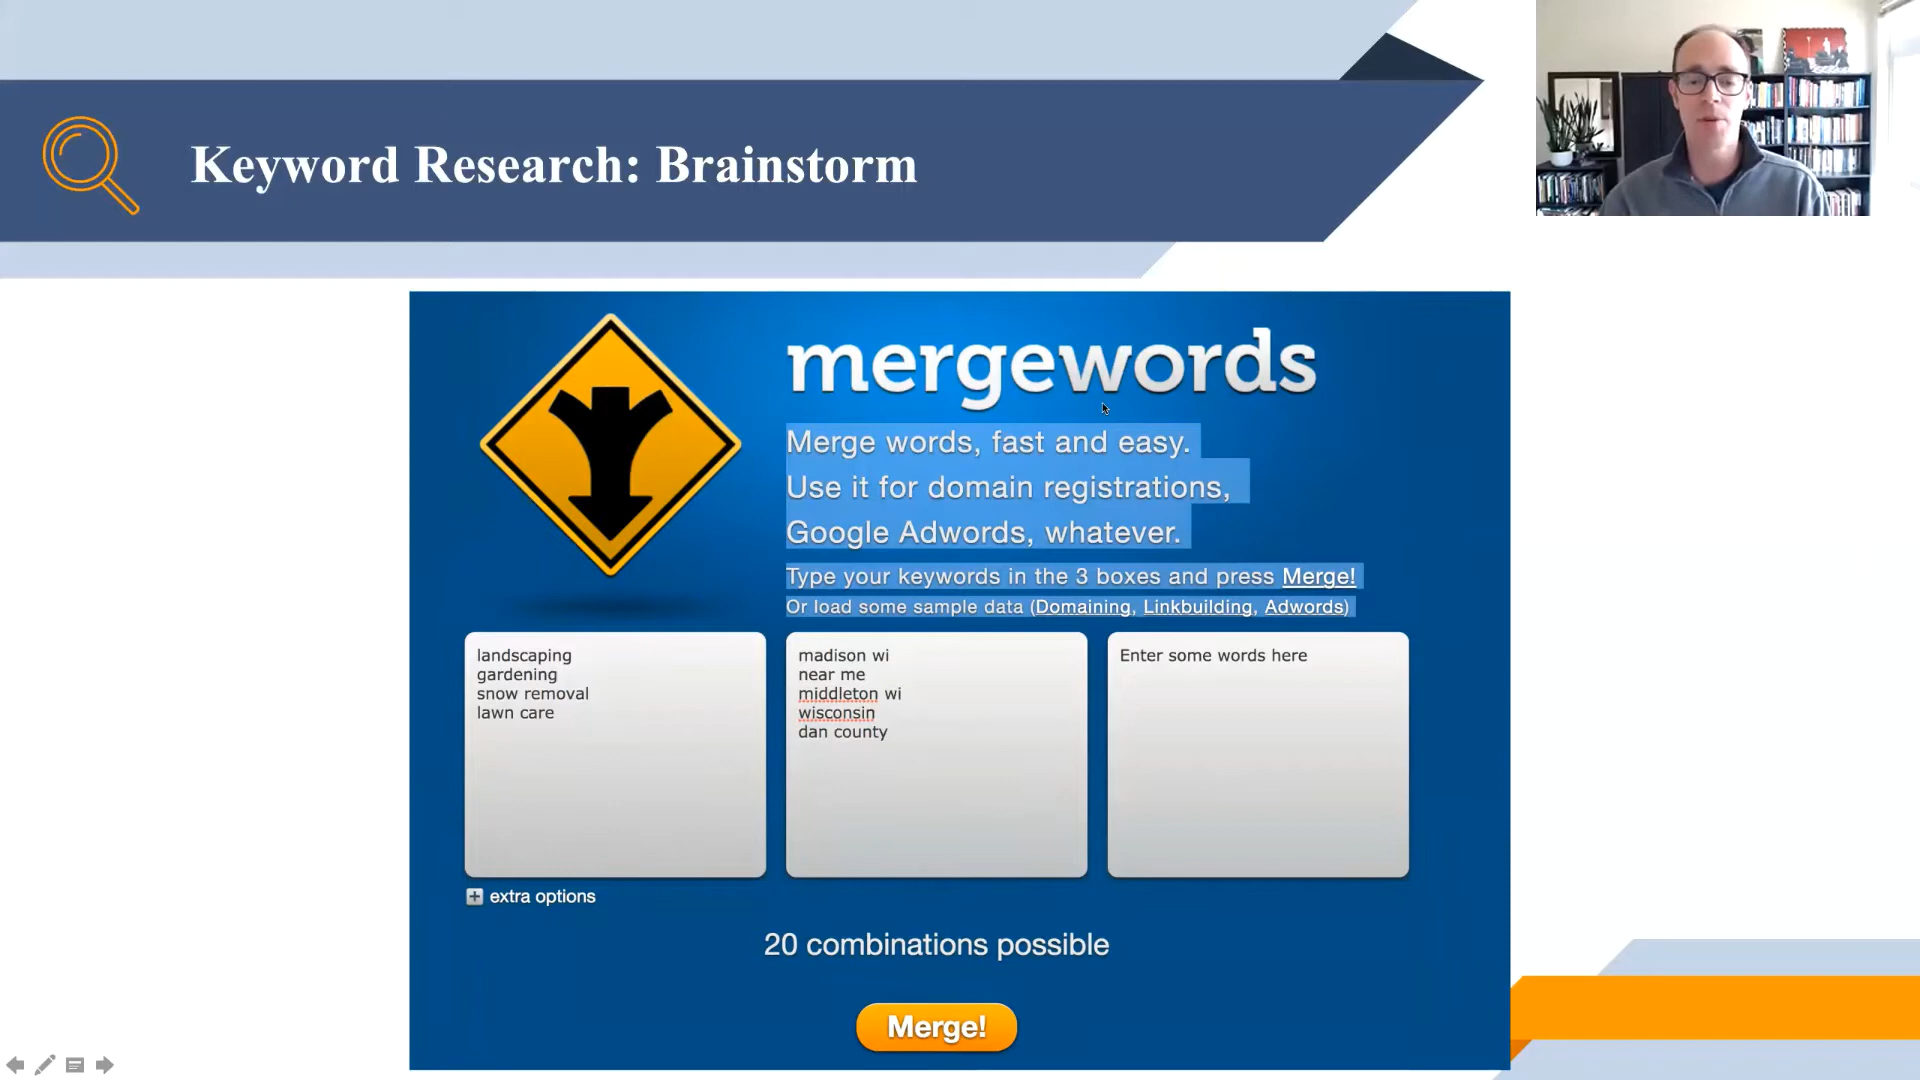 Keyword Research: Brainstorm
mergewords
Merge words, fast and easy.
Use it for domain registrations,
Google Adwords, whatever.
Type your keywords in the 3 boxes and press Merge!
Or load some sample data (Domaining, Linkbuilding, Adwords)
landscaping
gardening
snow removal
lawn care
madison wi
near me
middleton wi
wisconsin
dan county
Enter some words here
extra options
20 combinations possible
Merge!